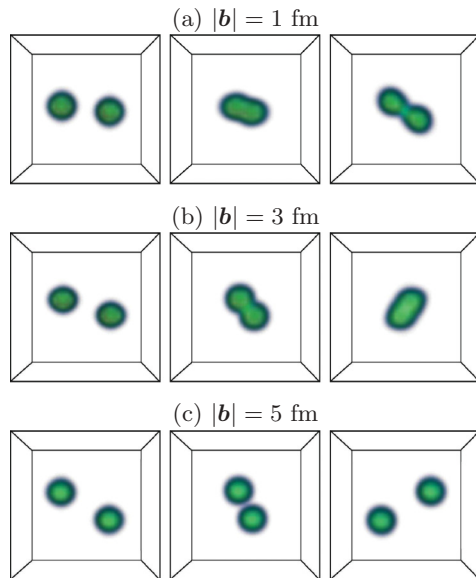 (a) |b| = 1 fm
(b) |b| = 3 fm
(c) |b| = 5 fm